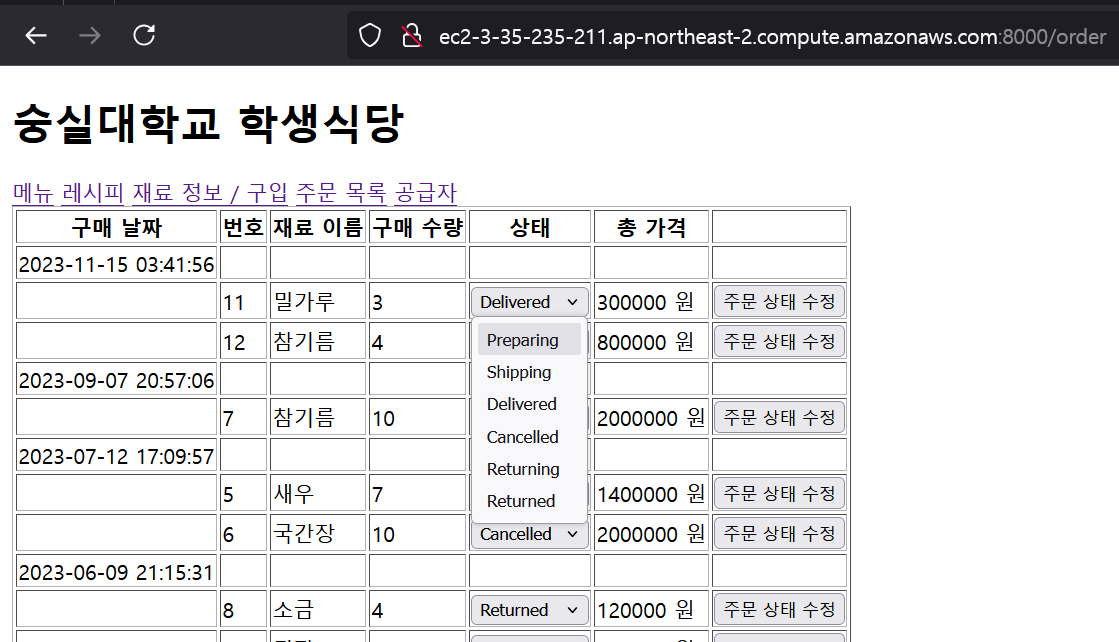 ec2-3-35-235-211.ap-northeast-2.compute.amazonaws.com:8000/order
숭실대학교 학생식당
메뉴 레시피 재료 정보 / 구입 주문 목록 공급자
구매 날짜 번호 재료 이름 구매 수량 상태 총 가격
2023-11-15 03:41:56
11 밀가루 3 Delivered 300000 원 주문 상태 수정
12 참기름 4 Preparing 800000 원 주문 상태 수정
Shipping
2023-09-07 20:57:06 Delivered
7 참기름 10 Cancelled 2000000 원 주문 상태 수정
2023-07-12 17:09:57 Returning
5 새우 7 Returned 1400000 원 주문 상태 수정
6 국간장 10 Cancelled 2000000 원 주문 상태 수정
2023-06-09 21:15:31
8 소금 4 Returned 120000 원 주문 상태 수정